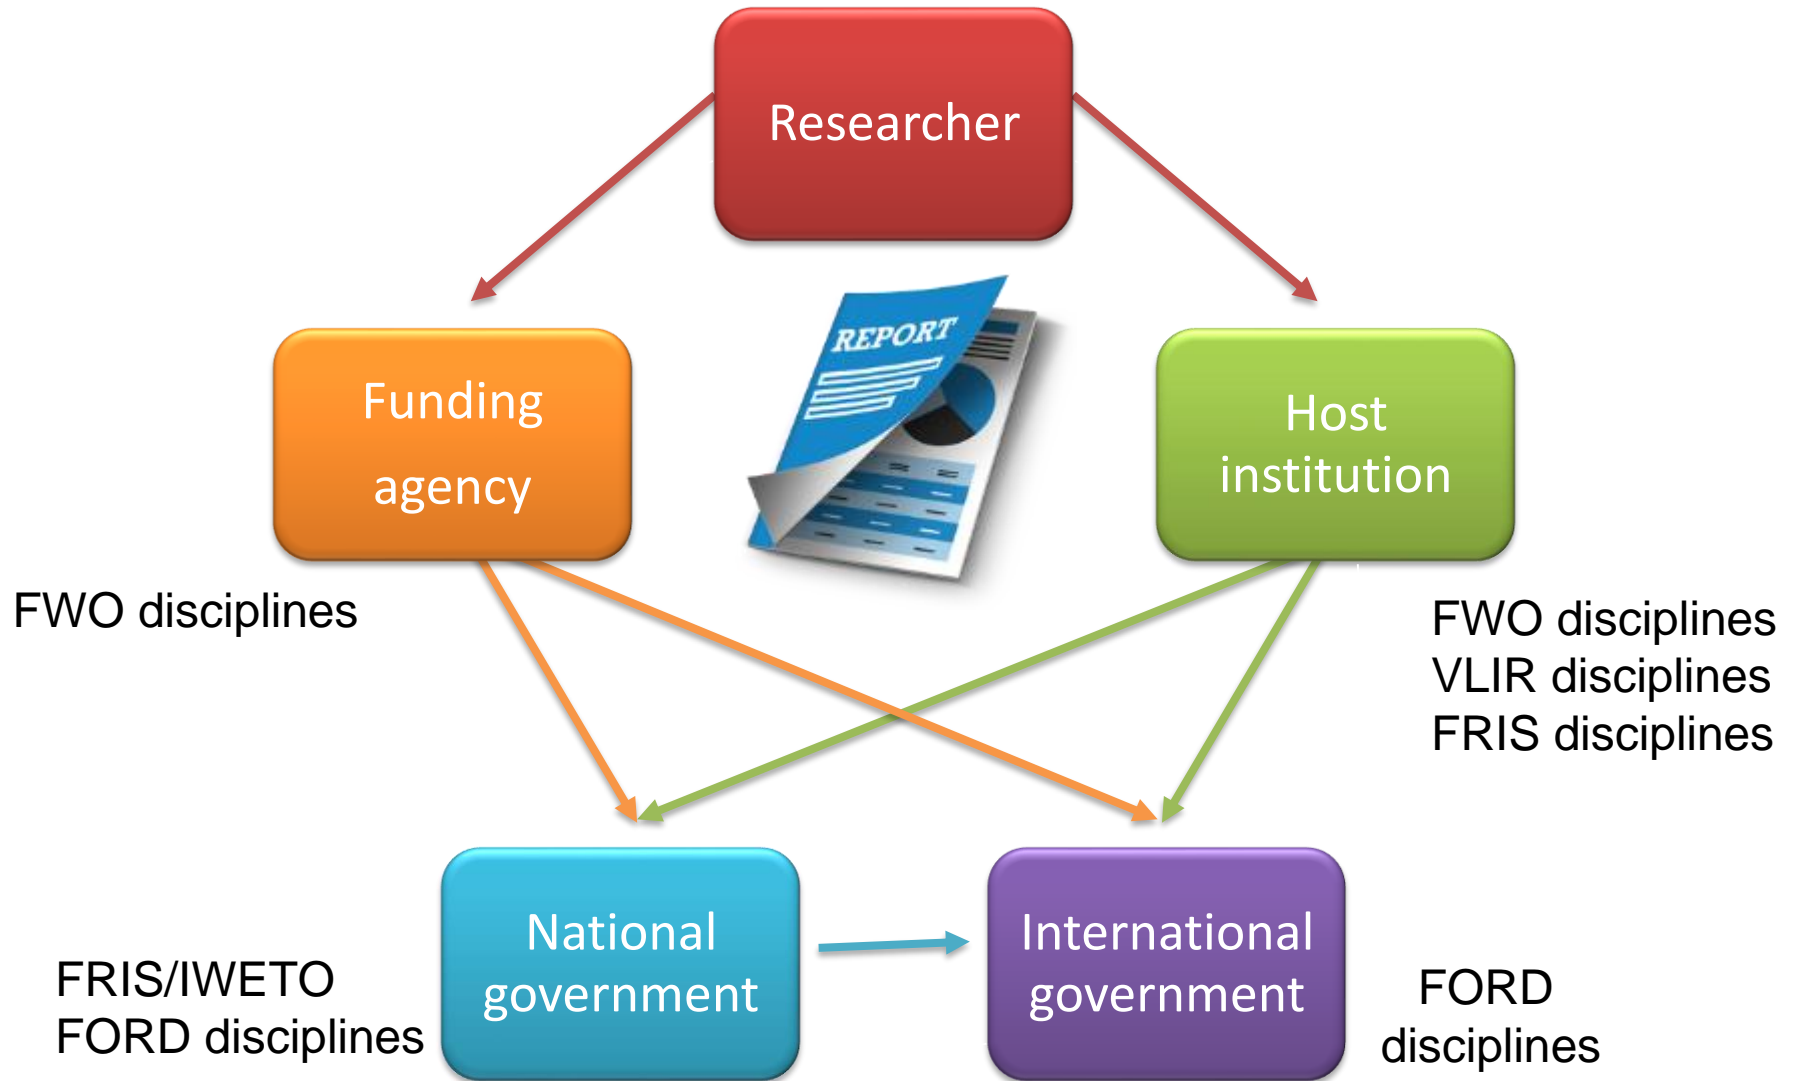 Researcher
REPORT
Funding
agency
Host
institution
FWO disciplines
FWO disciplines
VLIR disciplines
FRIS disciplines
National
government
International
government
FRIS/IWETO
FORD disciplines
FORD
disciplines